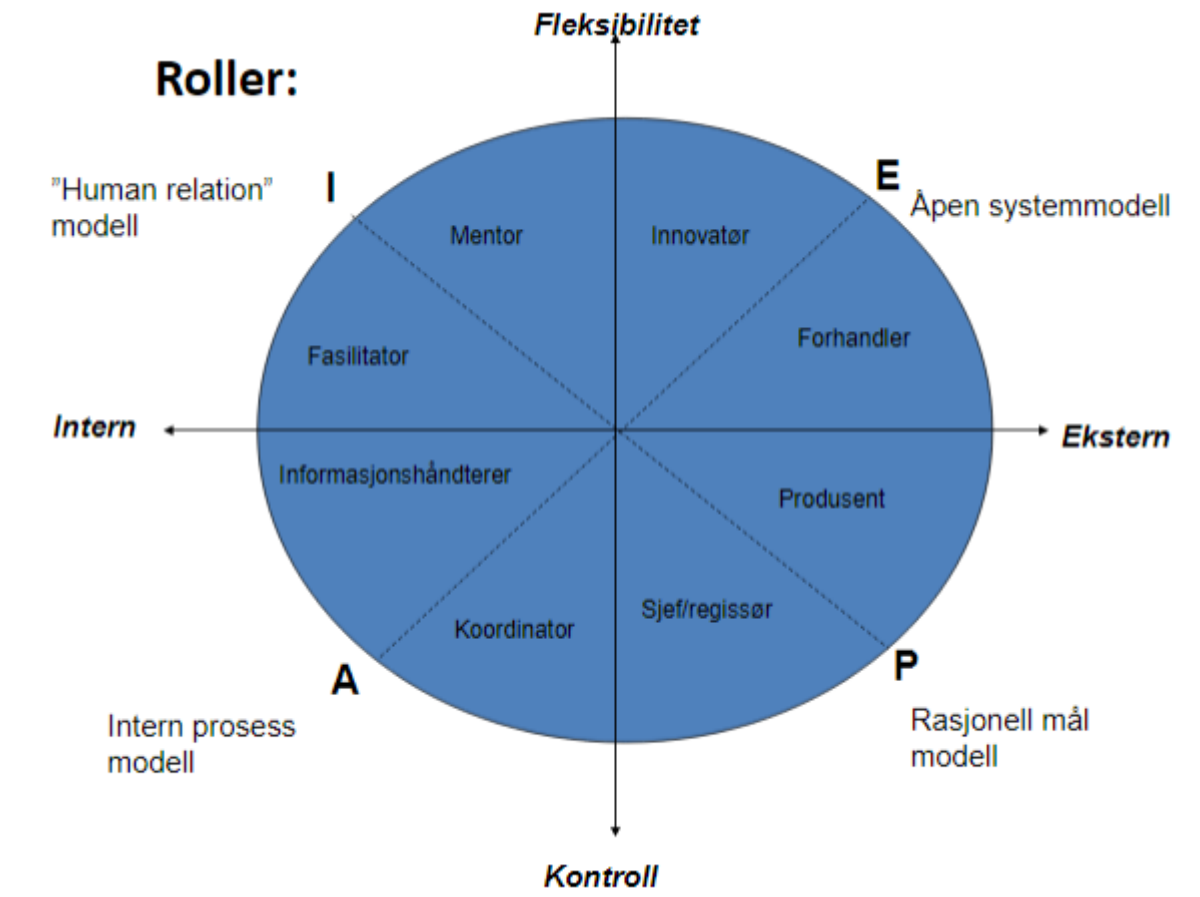 Fleksibilitet
Roller:
"Human relation"
modell
I
E
Åpen systemmodell
Mentor
Innovatør
Fasilitator
Forhandler
Intern
Ekstern
Informasjonshåndterer
Produsent
Koordinator
Sjef/regissør
A
P
Intern prosess
modell
Rasjonell mål
modell
Kontroll